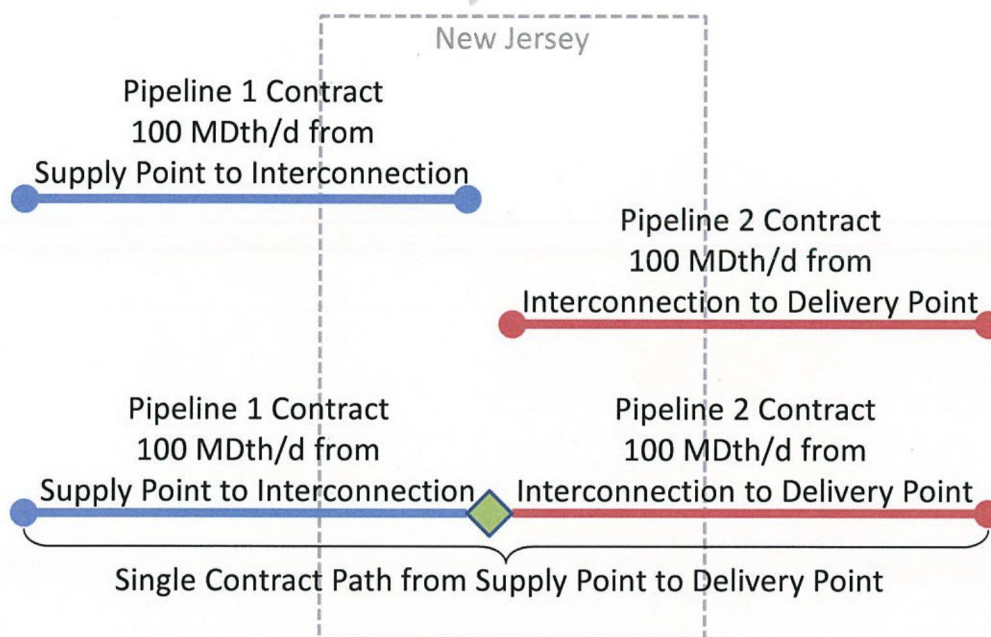 New Jersey
Pipeline 1 Contract
100 MDth/d from
Supply Point to Interconnection
Pipeline 2 Contract
100 MDth/d from
Interconnection to Delivery Point
Pipeline 1 Contract
100 MDth/d from
Supply Point to Interconnection
Pipeline 2 Contract
100 MDth/d from
Interconnection to Delivery Point
Single Contract Path from Supply Point to Delivery Point